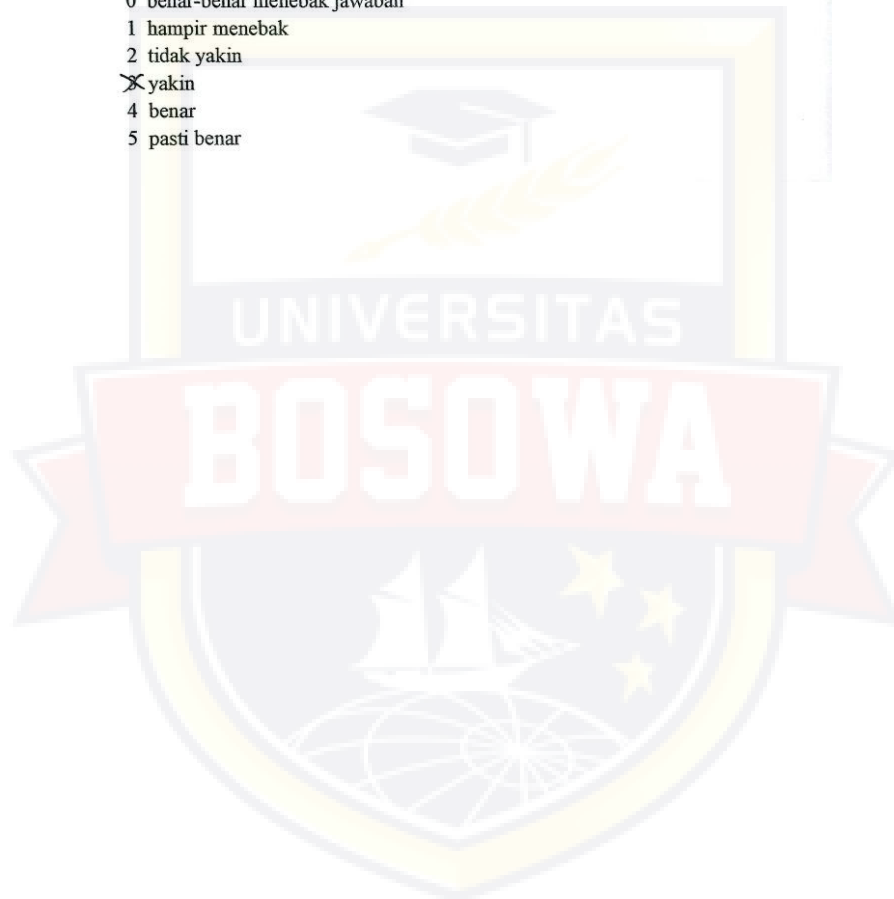 0 benar-benar menebak jawaban
1 hampir menebak
2 tidak yakin
3 yakin
4 benar
5 pasti benar
UNIVERSITAS
BOSOWA